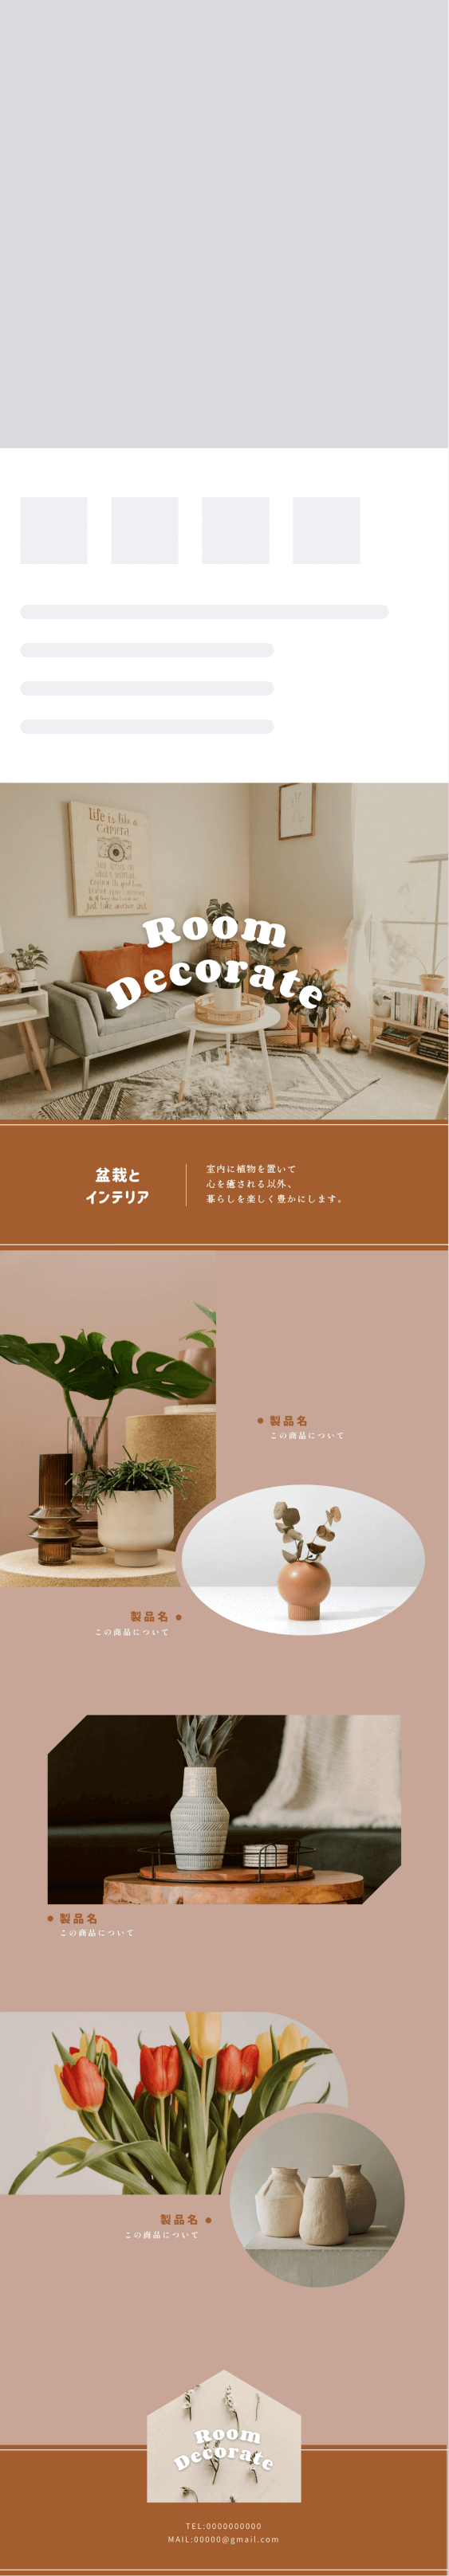 Life is like a
camera
Room
Decorate
盆栽と
インテリア
室内に植物を置いて
心を癒される以外、
暮らしを楽しく豊かにします。
製品名
この商品について
製品名
この商品について
製品名
この商品について
製品名
この商品について
Room
Decorate
TEL:0000000000
MAIL:00000@gmail.com